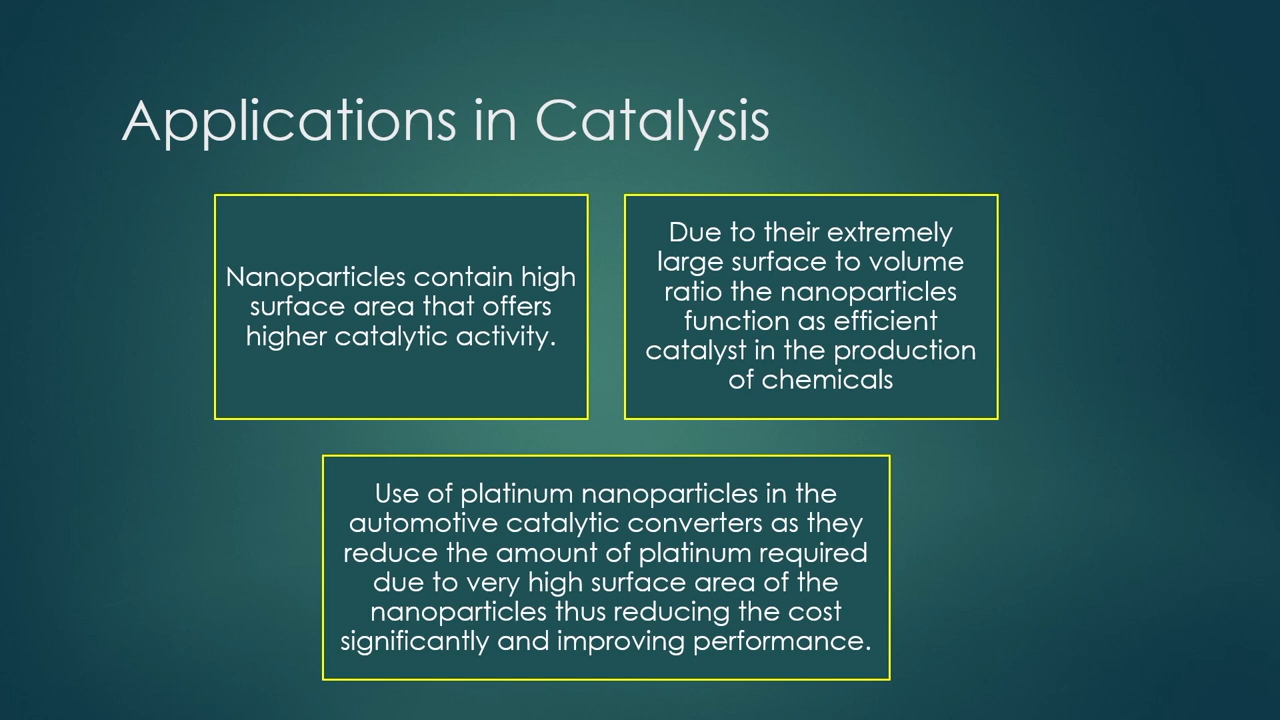 Applications in Catalysis
Nanoparticles contain high
surface area that offers
higher catalytic activity.
Due to their extremely
large surface to volume
ratio the nanoparticles
function as efficient
catalyst in the production
of chemicals
Use of platinum nanoparticles in the
automotive catalytic converters as they
reduce the amount of platinum required
due to very high surface area of the
nanoparticles thus reducing the cost
significantly and improving performance.